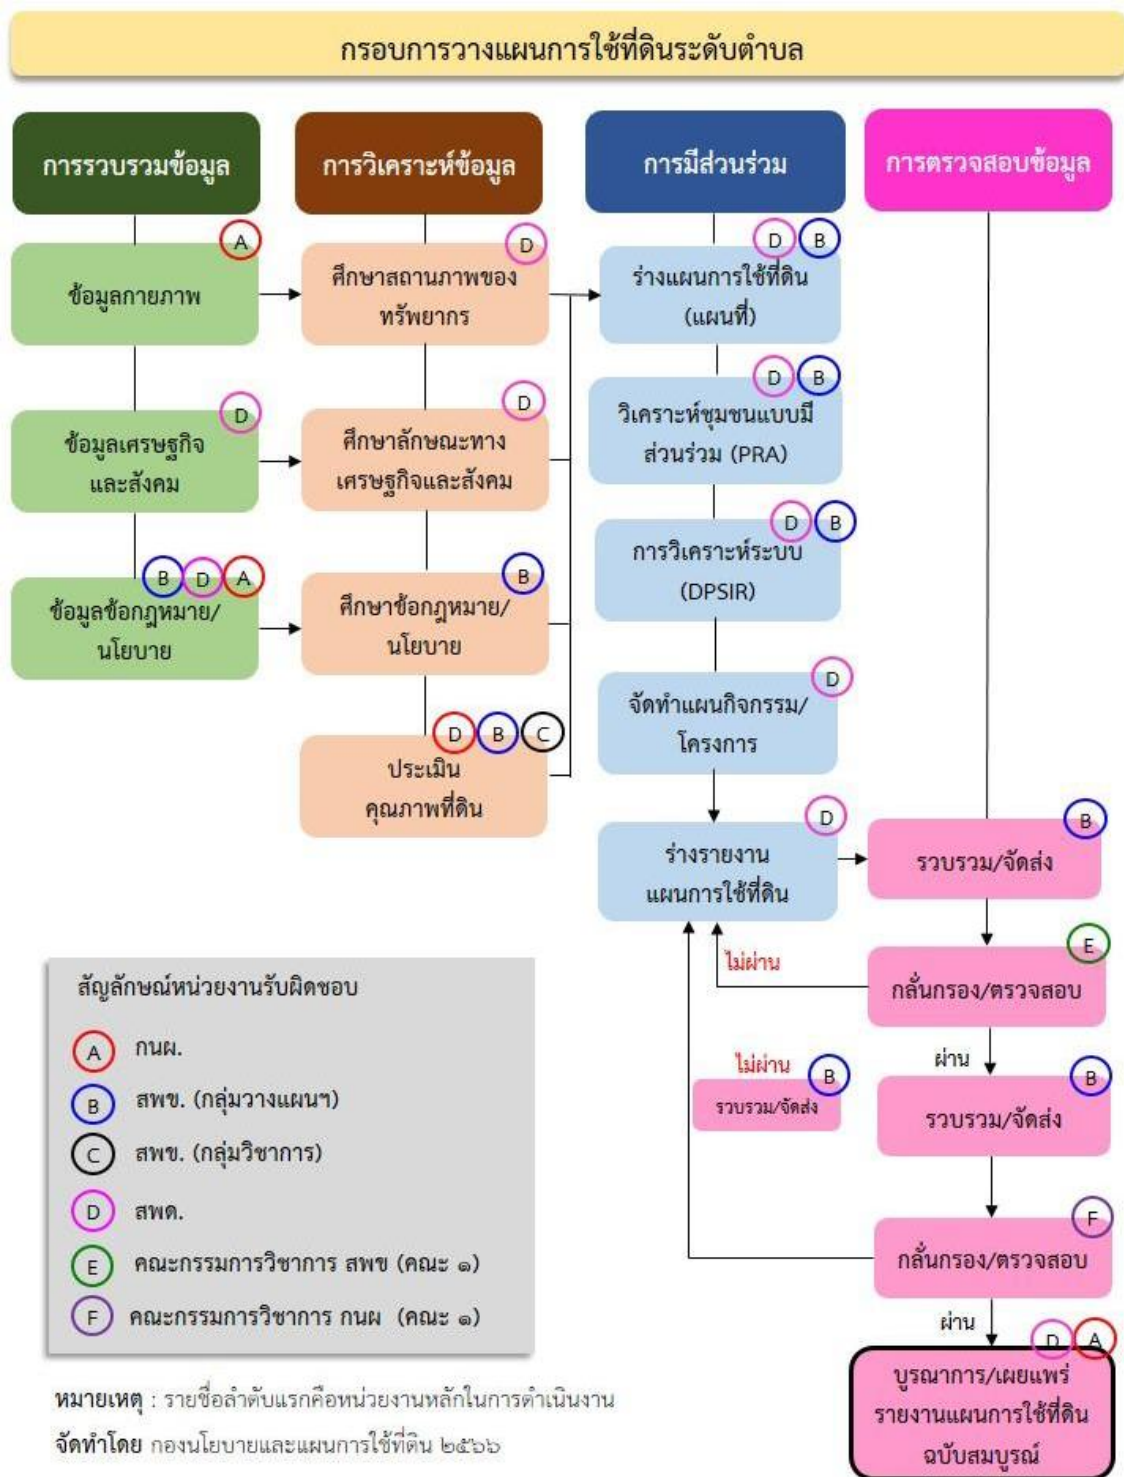 กรอบการวางแผนการใช้ที่ดินระดับตำบล
การรวบรวมข้อมูล
การวิเคราะห์ข้อมูล
การมีส่วนร่วม
การตรวจสอบข้อมูล
A
ข้อมูลกายภาพ
D
ข้อมูลเศรษฐกิจ
และสังคม
B D A
ข้อมูลข้อกฎหมาย/
นโยบาย
D
ศึกษาสถานภาพของ
ทรัพยากร
D
ศึกษาลักษณะทาง
เศรษฐกิจและสังคม
B
ศึกษาข้อกฎหมาย/
นโยบาย
D B C
ประเมิน
คุณภาพที่ดิน
D B
ร่างแผนการใช้ที่ดิน
(แผนที่)
D B
วิเคราะห์ชุมชนแบบมี
ส่วนร่วม (PRA)
D B
การวิเคราะห์ระบบ
(DPSIR)
D
จัดทำแผนกิจกรรม/
โครงการ
D
ร่างรายงาน
แผนการใช้ที่ดิน
B
รวบรวม/จัดส่ง
E
กลั่นกรอง/ตรวจสอบ
ไม่ผ่าน
ผ่าน
B
รวบรวม/จัดส่ง
ไม่ผ่าน
B
รวบรวม/จัดส่ง
F
กลั่นกรอง/ตรวจสอบ
ผ่าน
D A
บูรณาการ/เผยแพร่
รายงานแผนการใช้ที่ดิน
ฉบับสมบูรณ์
สัญลักษณ์หน่วยงานรับผิดชอบ
A กนผ.
B สพข. (กลุ่มวางแผนฯ)
C สพข. (กลุ่มวิชาการ)
D สพด.
E คณะกรรมการวิชาการ สพข (คณะ ๑)
F คณะกรรมการวิชาการ กนผ (คณะ ๑)
หมายเหตุ : รายชื่อลำดับแรกคือหน่วยงานหลักในการดำเนินงาน
จัดทำโดย กองนโยบายและแผนการใช้ที่ดิน ๒๕๖๖